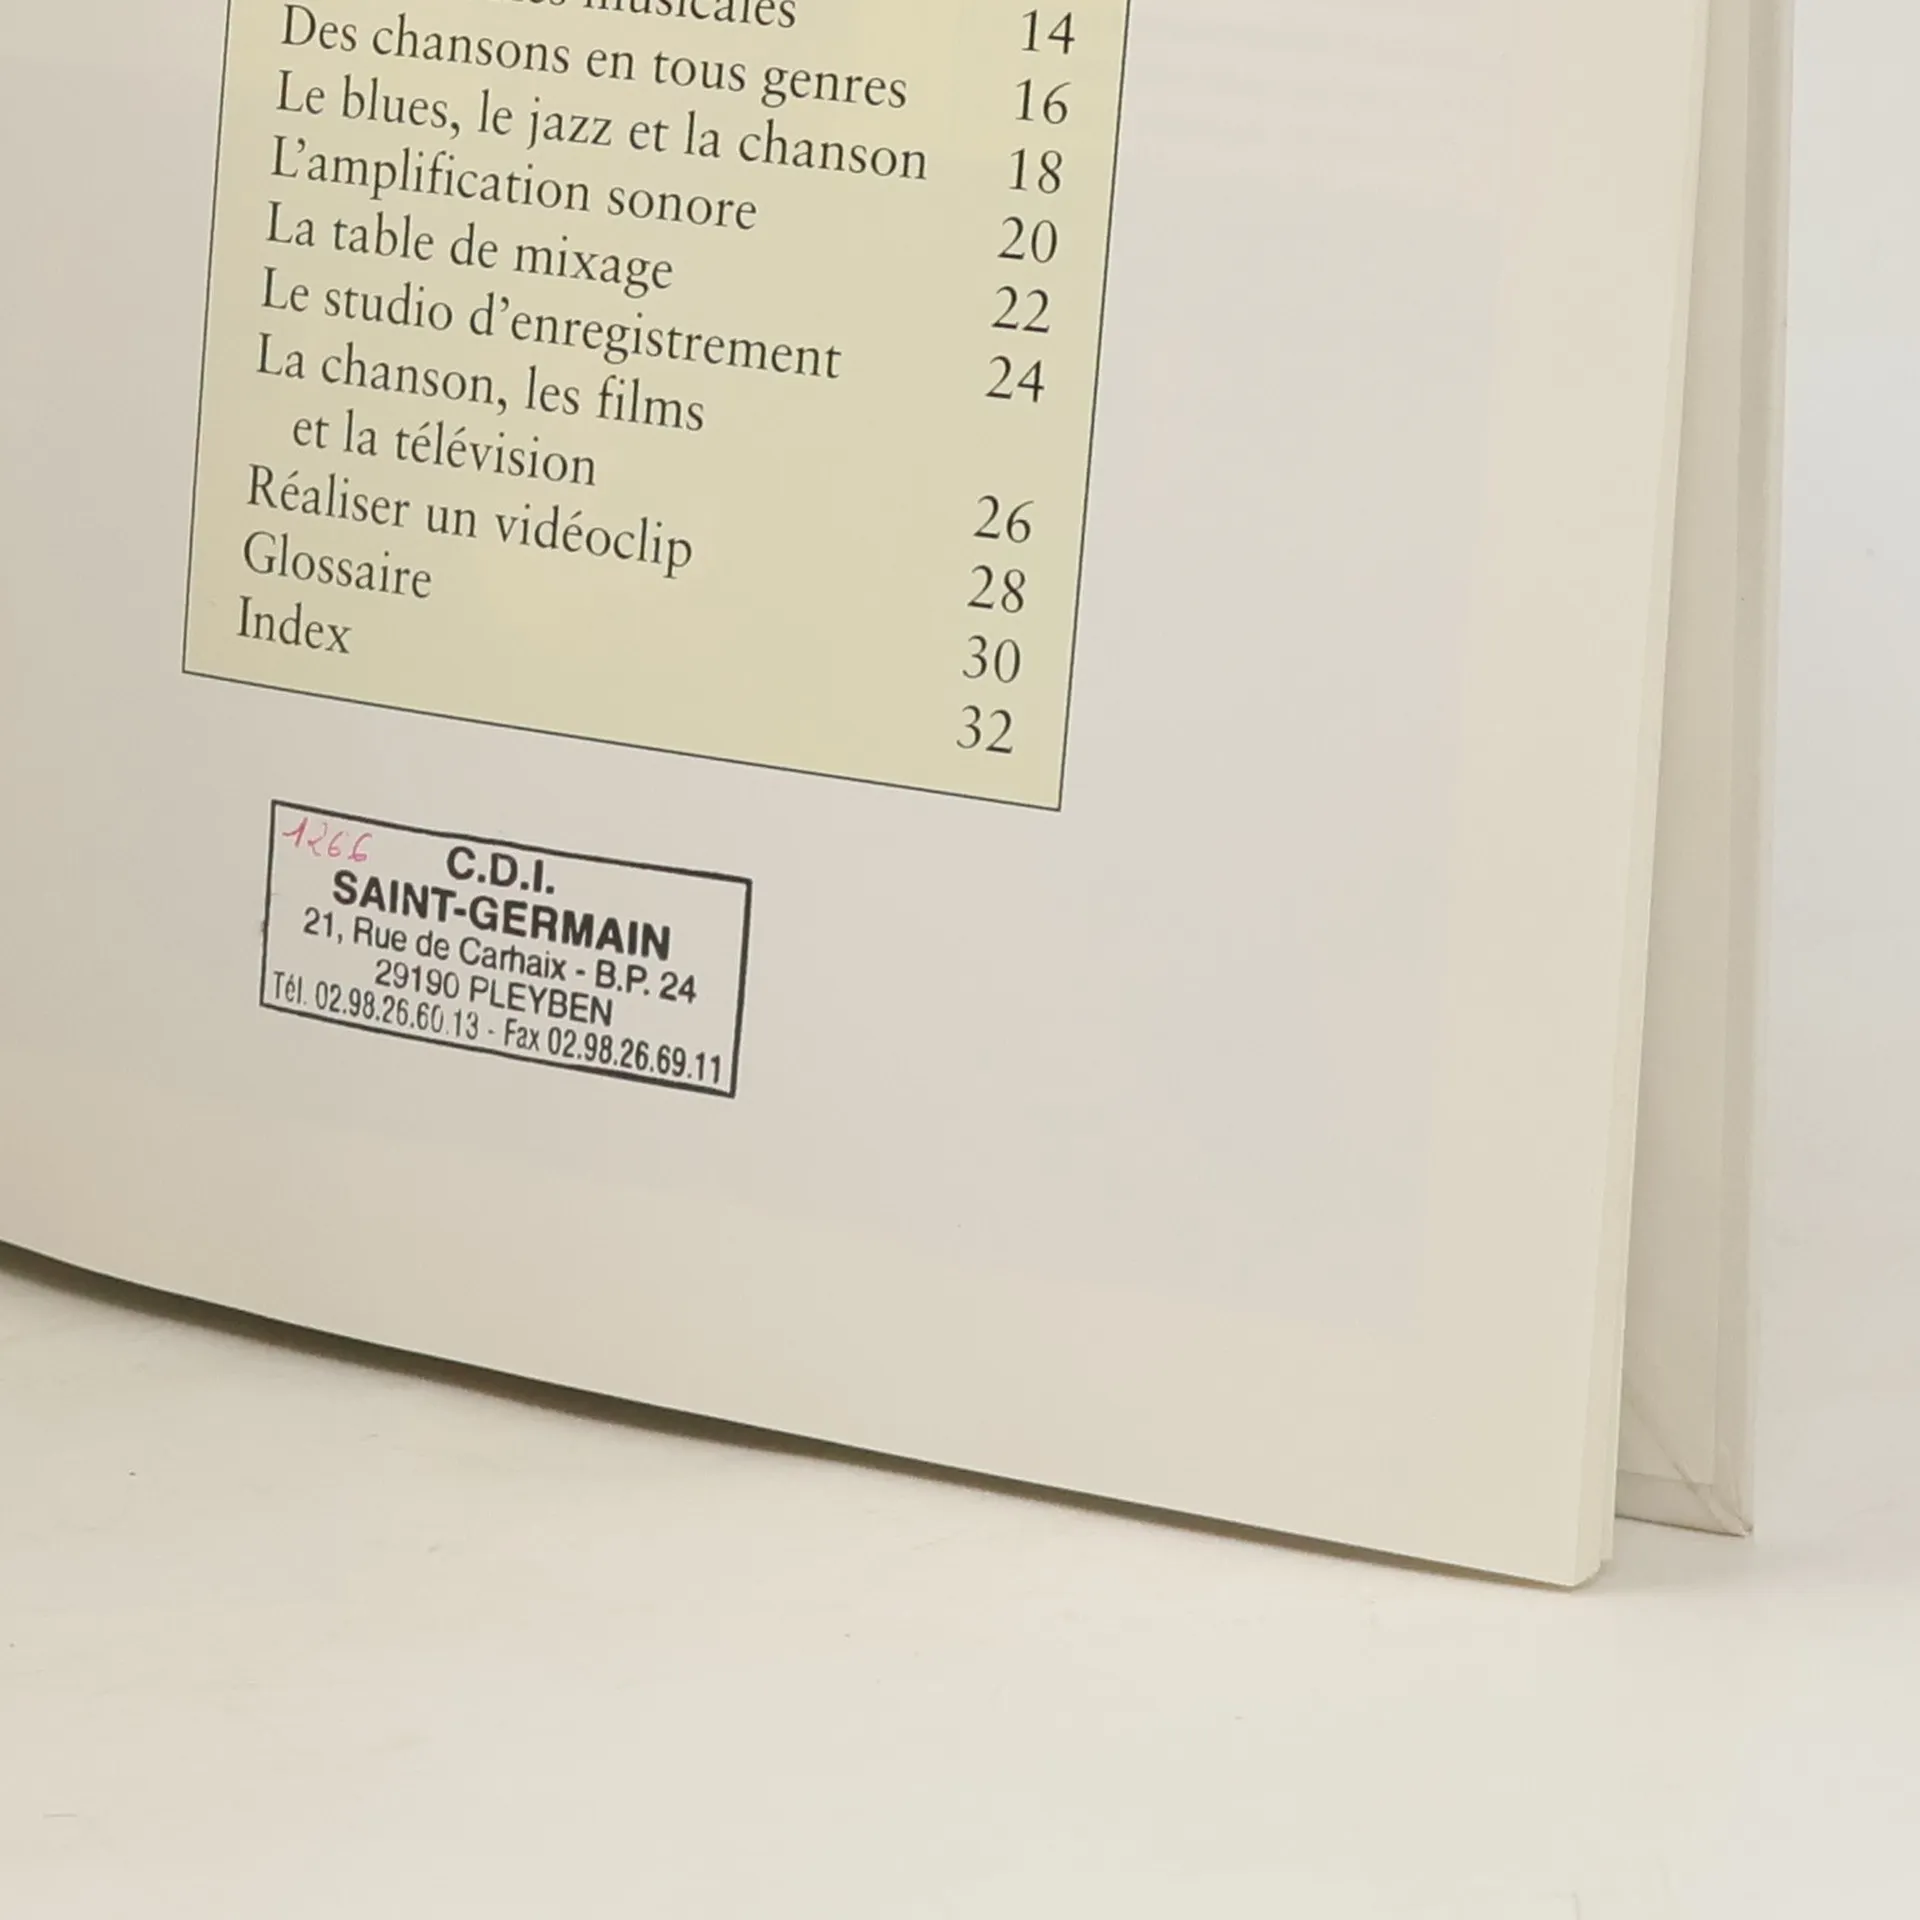 musicales 14
Des chansons en tous genres 16
Le blues, le jazz et la chanson 18
L'amplification sonore 20
La table de mixage 22
Le studio d'enregistrement 24
La chanson, les films
et la télévision 26
Réaliser un vidéoclip 28
Glossaire 30
Index 32
1266
C.D.I.
SAINT-GERMAIN
21, Rue de Carhaix - B.P. 24
29190 PLEYBEN
Tél. 02.98.26.60.13 - Fax 02.98.26.69.11